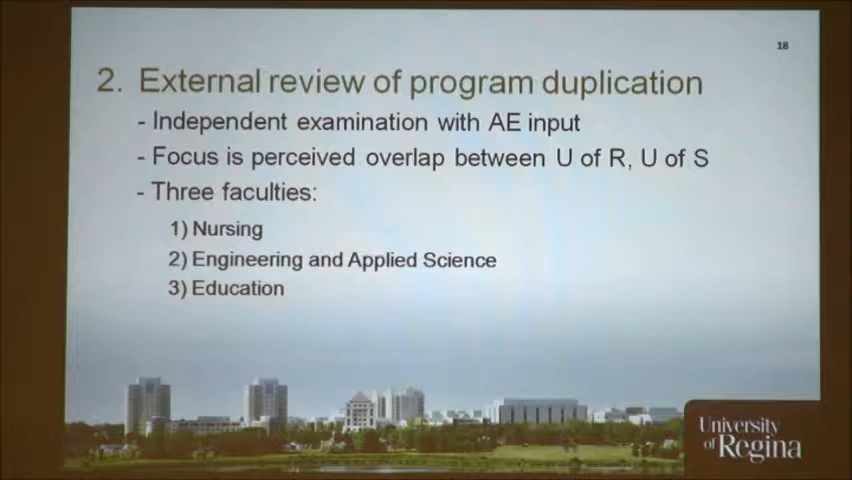 18
2. External review of program duplication
- Independent examination with AE input
- Focus is perceived overlap between U of R, U of S
- Three faculties:
1) Nursing
2) Engineering and Applied Science
3) Education
University
of Regina